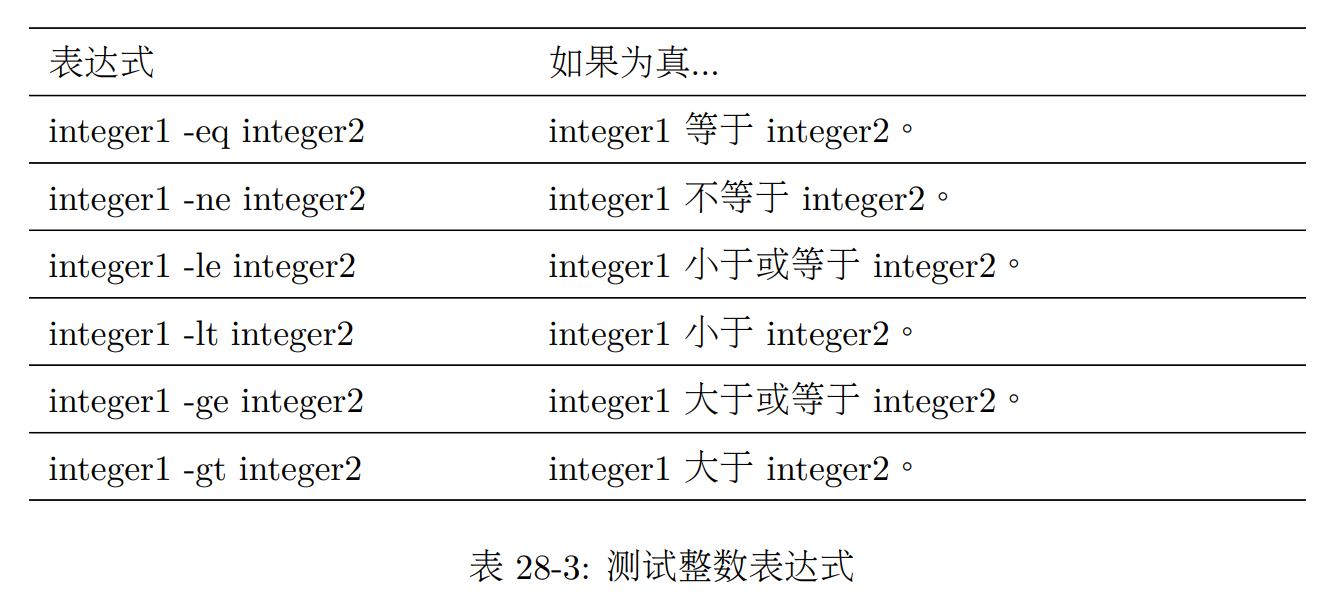 表达式 如果为真...
integer1 -eq integer2 integer1 等于 integer2。
integer1 -ne integer2 integer1 不等于 integer2。
integer1 -le integer2 integer1 小于或等于 integer2。
integer1 -lt integer2 integer1 小于 integer2。
integer1 -ge integer2 integer1 大于或等于 integer2。
integer1 -gt integer2 integer1 大于 integer2。
表 28-3: 测试整数表达式